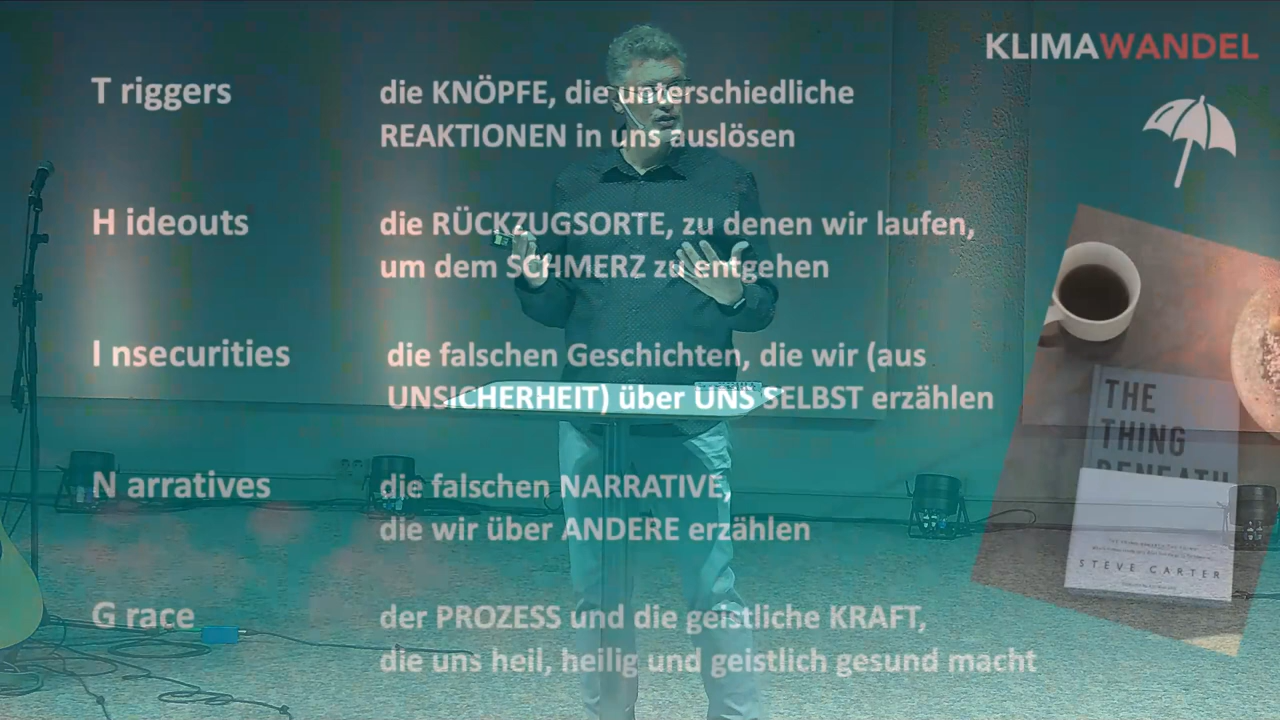 KLIMAWANDEL
T riggers
die KNÖPFE, die unterschiedliche
REAKTIONEN in uns auslösen
H ideouts
die RÜCKZUGSORTE, zu denen wir laufen,
um dem SCHMERZ zu entgehen
I nsecurities
die falschen Geschichten, die wir (aus
UNSICHERHEIT) über UNS SELBST erzählen
N arratives
die falschen NARRATIVE,
die wir über ANDERE erzählen
G race
der PROZESS und die geistliche KRAFT,
die uns heil, heilig und geistlich gesund macht
THE
THING
BENEATH
STEVE CARTER